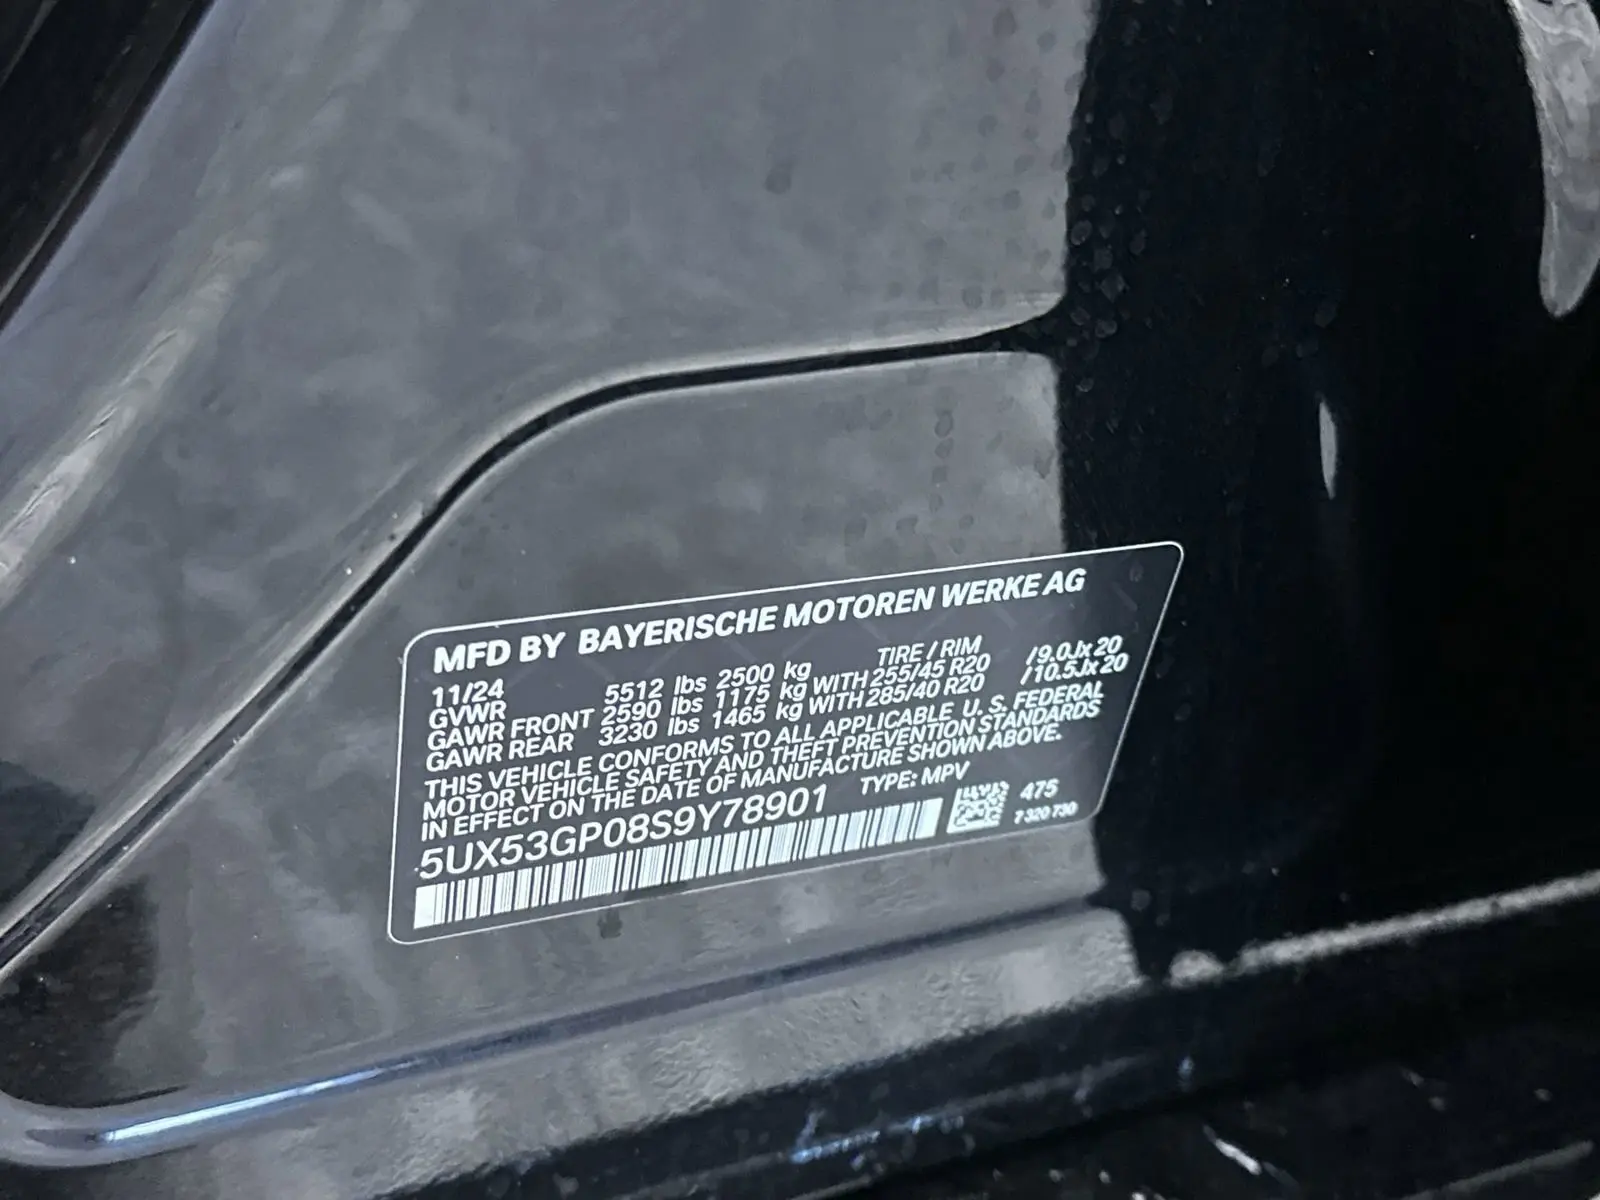 MFD BY BAYERISCHE MOTOREN WERKE AG
11/24 TIRE / RIM
GVWR 5512 lbs 2500 kg
GAWR FRONT 2590 lbs 1175 kg WITH 255/45 R20 /9.0Jx20
GAWR REAR 3230 lbs 1465 kg WITH 285/40 R20 /10.5Jx20
THIS VEHICLE CONFORMS TO ALL APPLICABLE U. S. FEDERAL
MOTOR VEHICLE SAFETY AND THEFT PREVENTION STANDARDS
IN EFFECT ON THE DATE OF MANUFACTURE SHOWN ABOVE.
5UX53GP08S9Y78901 TYPE: MPV
475
7 320 730